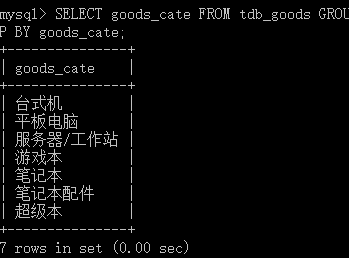 mysql> SELECT goods_cate FROM tdb_goods GROU
P BY goods_cate;
+---------------+
| goods_cate    |
+---------------+
| 台式机
| 平板电脑
| 服务器/工作站 |
| 游戏本
| 笔记本
| 笔记本配件
| 超级本
+---------------+
7 rows in set (0.00 sec)